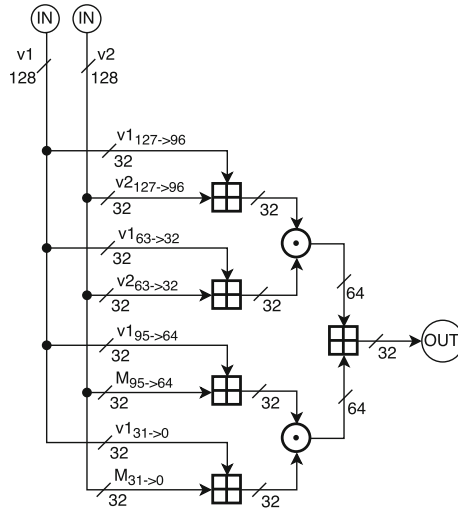 IN IN
v1 v2
128 128
v1127->96
32
v2127->96
32 32
v163->32
32
v263->32
32 32
64
v195->64
32
OUT
32
M95->64
32 32
64
v131->0
32
M31->0
32 32